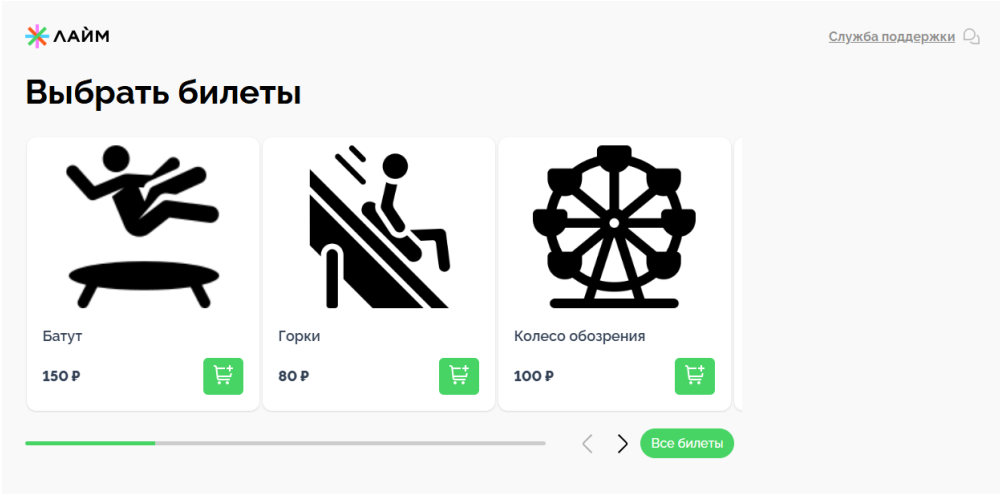 ЛАЙМ
Служба поддержки
Выбрать билеты
Батут
150 ₽
Горки
80 ₽
Колесо обозрения
100 ₽
Все билеты